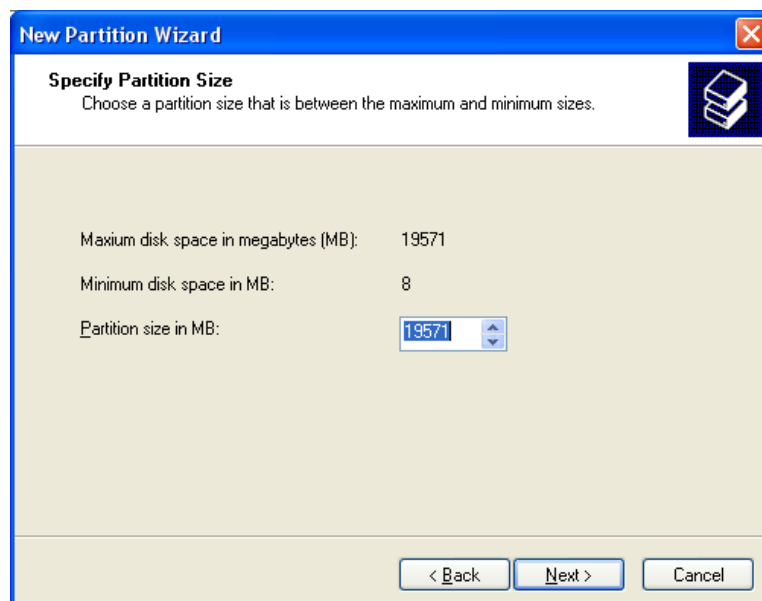 New Partition Wizard
Specify Partition Size
Choose a partition size that is between the maximum and minimum sizes.
Maxium disk space in megabytes (MB): 19571
Minimum disk space in MB: 8
Partition size in MB: 19571
< Back Next > Cancel